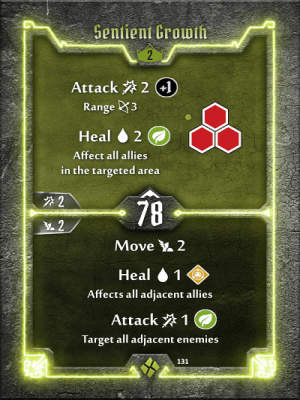 Sentient Growth
2
Attack 2 +1
Range 3
Heal 2
Affect all allies
in the targeted area
2
78
2
Move 2
Heal 1
Affects all adjacent allies
Attack 1
Target all adjacent enemies
131